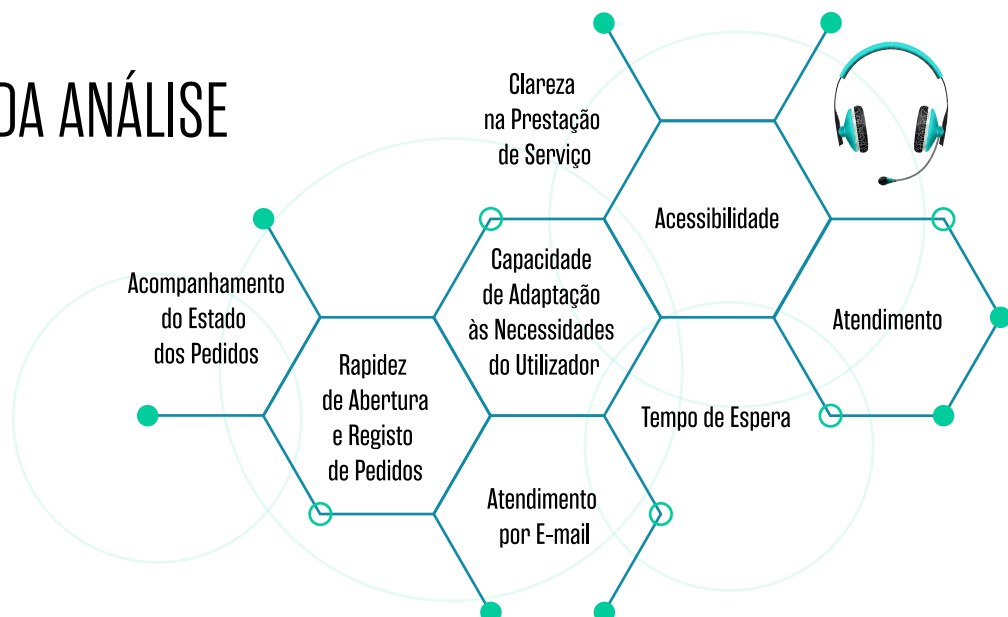 DA ANÁLISE
Clareza
na Prestação
de Serviço
Acessibilidade
Acompanhamento
do Estado
dos Pedidos
Capacidade
de Adaptação
às Necessidades
do Utilizador
Atendimento
Rapidez
de Abertura
e Registo
de Pedidos
Tempo de Espera
Atendimento
por E-mail